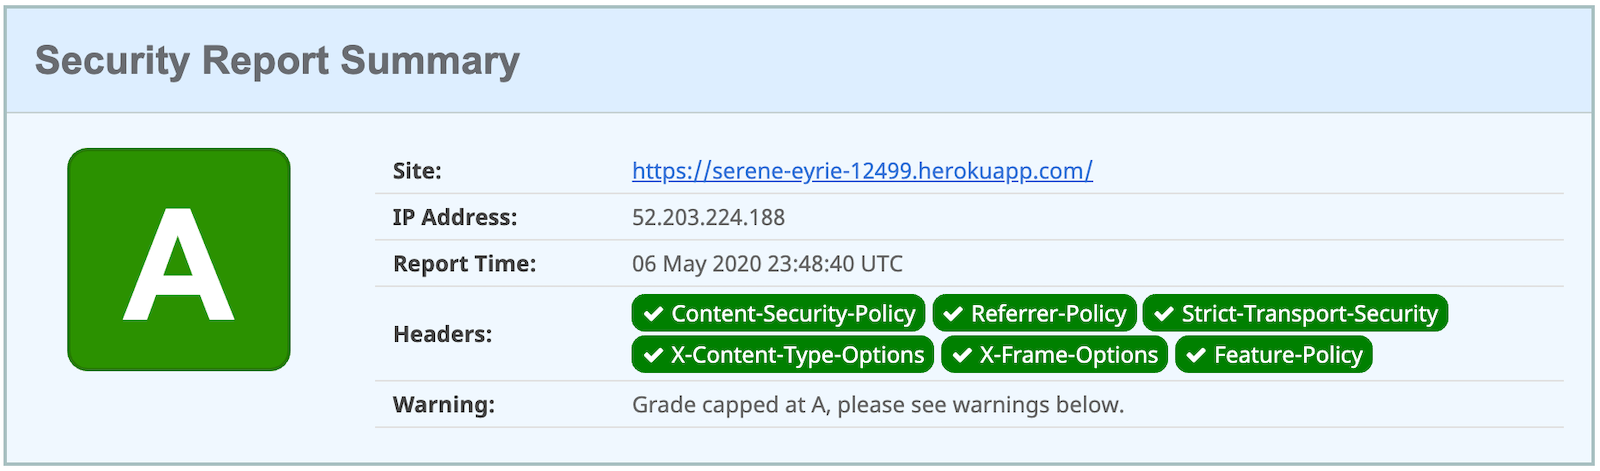 Security Report Summary
A
Site: https://serene-eyrie-12499.herokuapp.com/
IP Address: 52.203.224.188
Report Time: 06 May 2020 23:48:40 UTC
Headers: ✔ Content-Security-Policy ✔ Referrer-Policy ✔ Strict-Transport-Security
✔ X-Content-Type-Options ✔ X-Frame-Options ✔ Feature-Policy
Warning: Grade capped at A, please see warnings below.